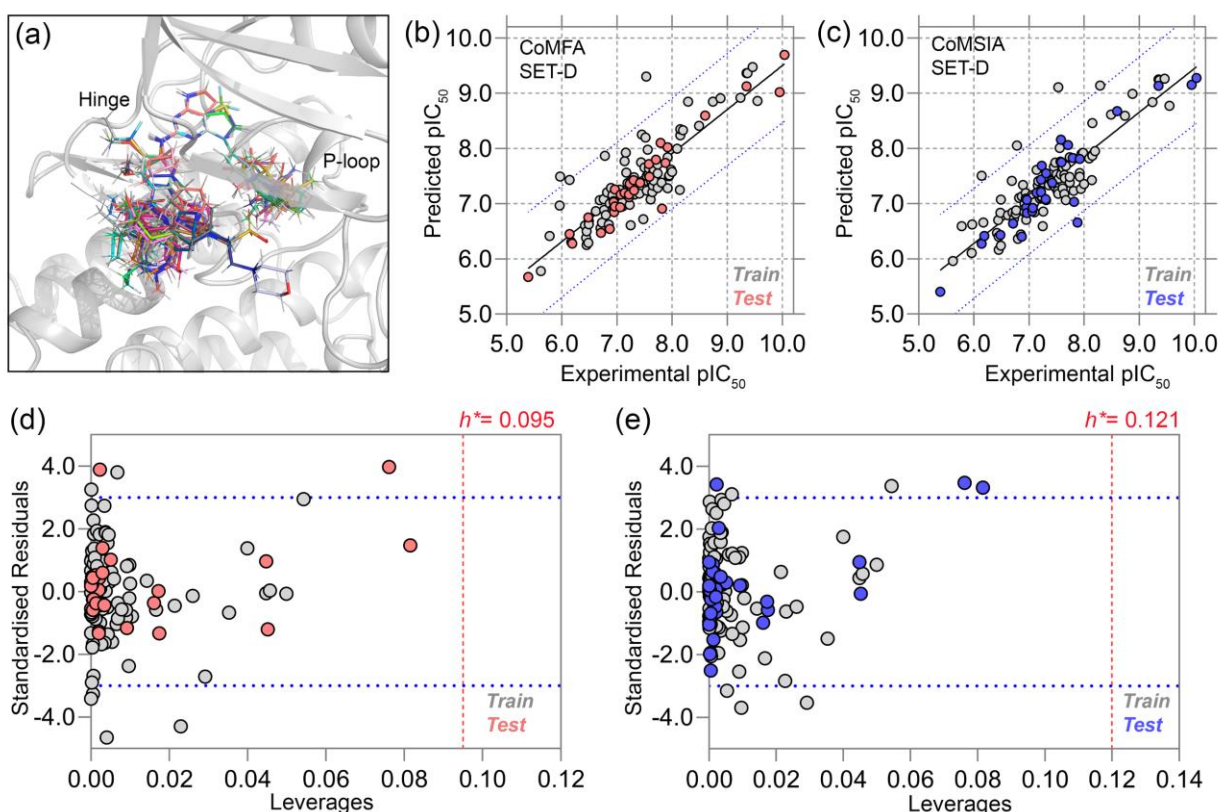 (a)
Hinge
P-loop
(b)
CoMFA
SET-D
10.0
9.0
8.0
7.0
6.0
5.0
Predicted pIC50
5.0 6.0 7.0 8.0 9.0 10.0
Experimental pIC50
Train
Test
(c)
CoMSIA
SET-D
10.0
9.0
8.0
7.0
6.0
5.0
Predicted pIC50
5.0 6.0 7.0 8.0 9.0 10.0
Experimental pIC50
Train
Test
(d)
h*= 0.095
4.0
2.0
0.0
-2.0
-4.0
Standardised Residuals
0.00 0.02 0.04 0.06 0.08 0.10 0.12
Leverages
Train
Test
(e)
h*= 0.121
4.0
2.0
0.0
-2.0
-4.0
Standardised Residuals
0.00 0.02 0.04 0.06 0.08 0.10 0.12 0.14
Leverages
Train
Test